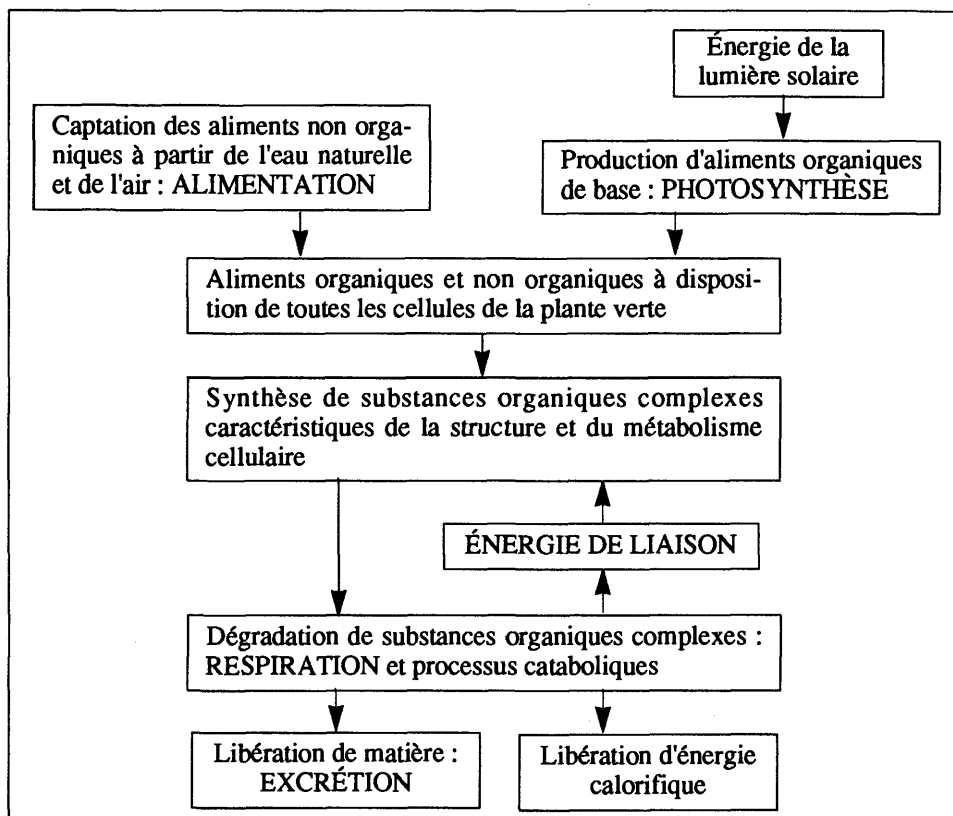 Énergie de la
lumière solaire
Captation des aliments non orga-
niques à partir de l'eau naturelle
et de l'air : ALIMENTATION
Production d'aliments organiques
de base : PHOTOSYNTHÈSE
Aliments organiques et non organiques à disposi-
tion de toutes les cellules de la plante verte
Synthèse de substances organiques complexes
caractéristiques de la structure et du métabolisme
cellulaire
ÉNERGIE DE LIAISON
Dégradation de substances organiques complexes :
RESPIRATION et processus cataboliques
Libération de matière :
EXCRÉTION
Libération d'énergie
calorifique